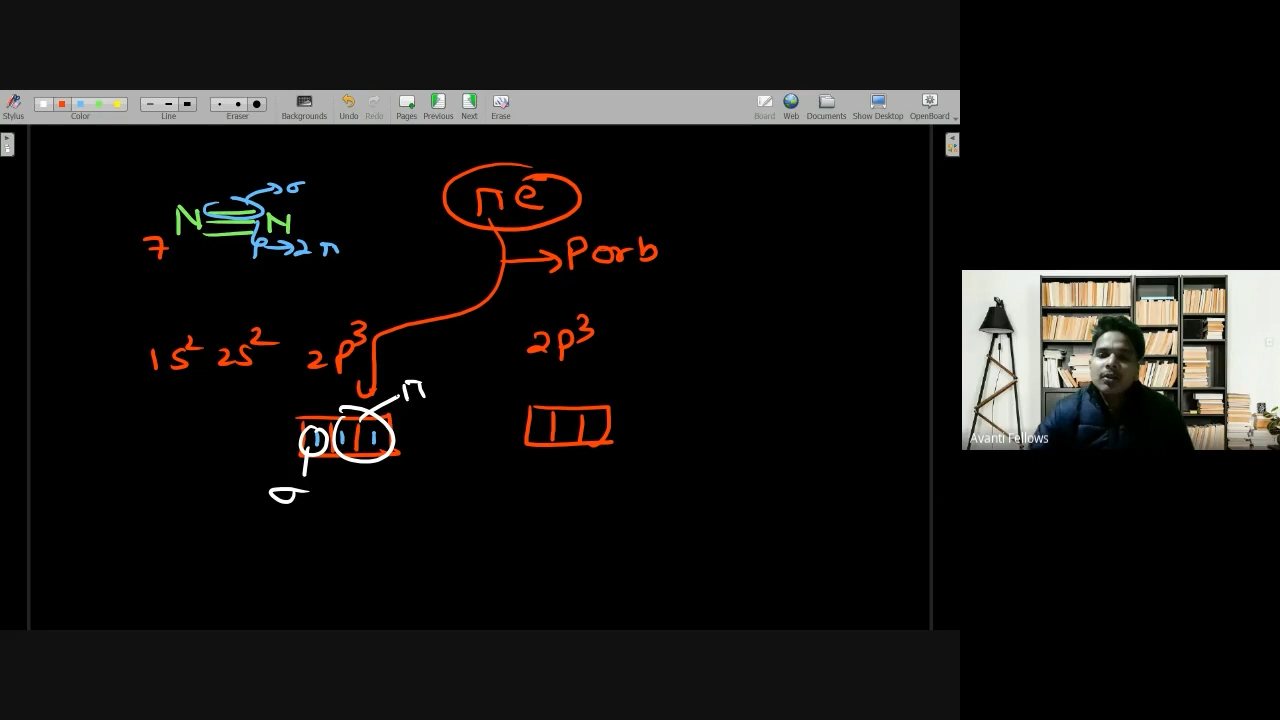 Stylus
Color
Line
Eraser
Backgrounds
Undo
Redo
Pages
Previous
Next
Erase
Board
Web
Documents
Show Desktop
OpenBoard
N≡N
→σ
→2π
7
πe⁻
→P orb
1s² 2s² 2p³
2p³
π
σ
Avanti Fellows